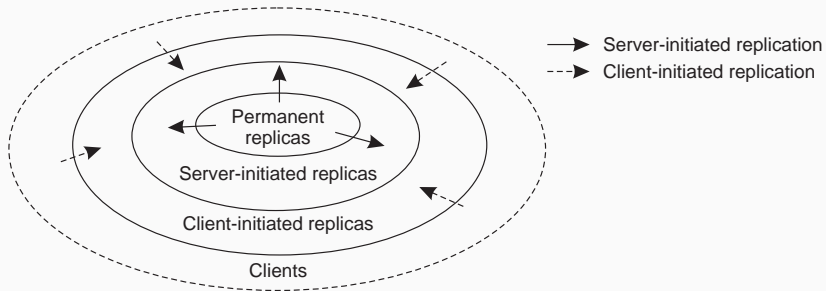 Server-initiated replication
Client-initiated replication
Permanent
replicas
Server-initiated replicas
Client-initiated replicas
Clients